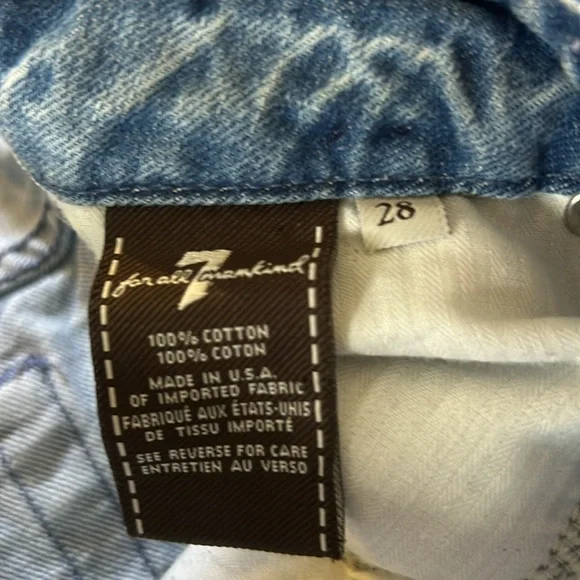 28
for all 7 mankind
100% COTTON
100% COTON
MADE IN U.S.A.
OF IMPORTED FABRIC
FABRIQUÉ AUX ÉTATS-UNIS
DE TISSU IMPORTÉ
SEE REVERSE FOR CARE
ENTRETIEN AU VERSO